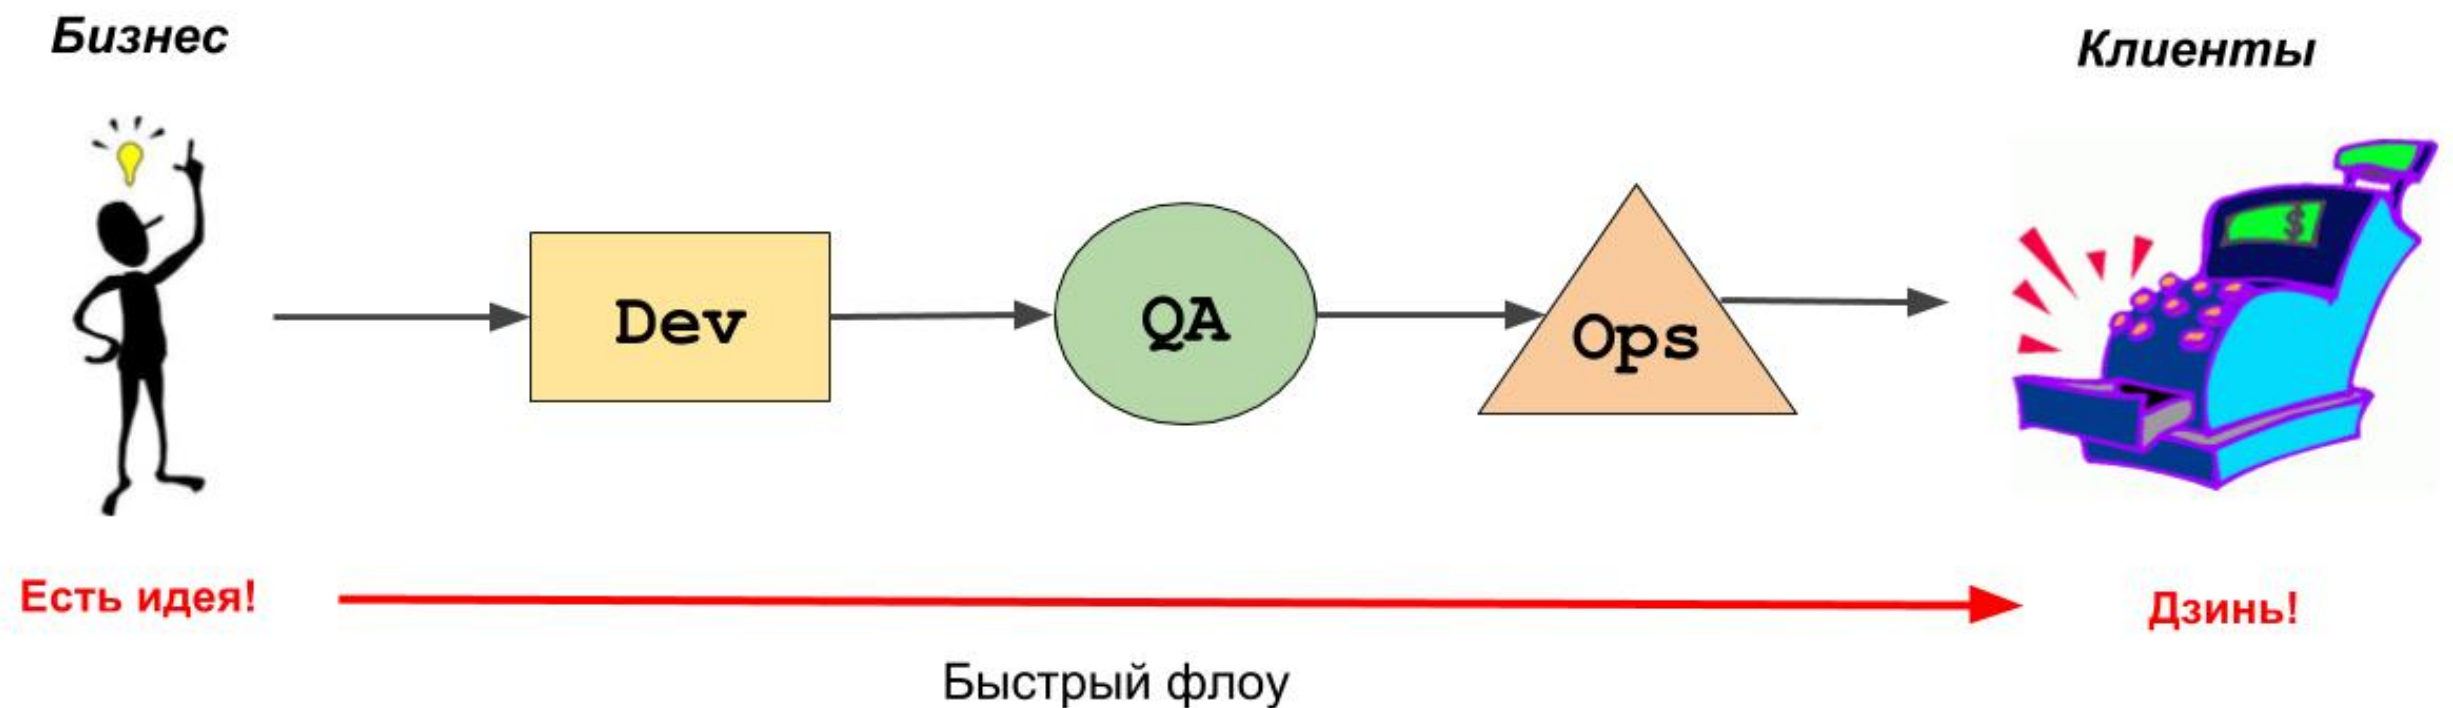 Бизнес
Клиенты
$
Dev
QA
Ops
Есть идея!
Дзинь!
Быстрый флоу